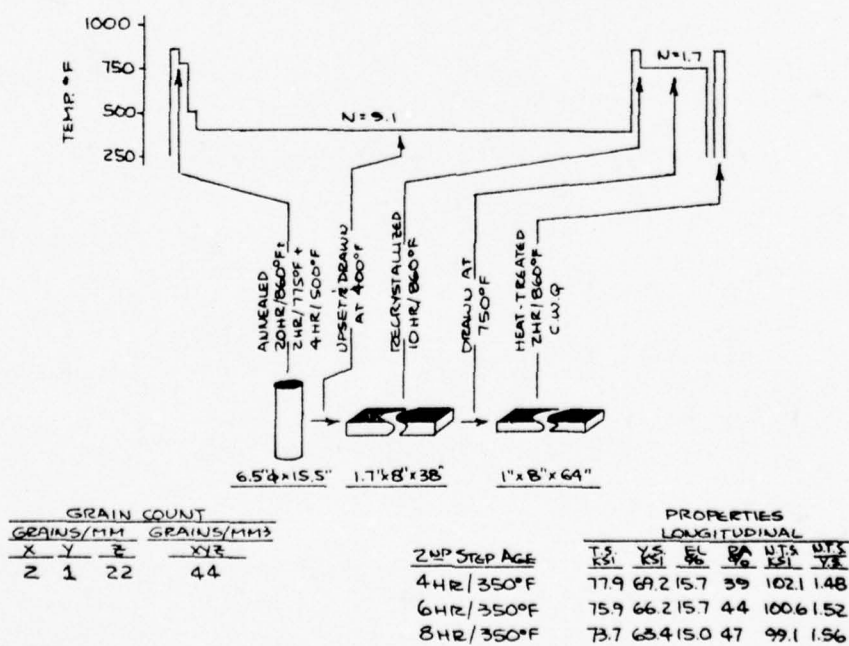 1000
750
500
250
TEMP. °F
N=9.1
N=1.7
ANNEALED
20HR/860°F+
2HR/775°F+
4HR/500°F
UPSET & DRAWN
AT 400°F
RECRYSTALLIZED
10HR/860°F
DRAWN AT
750°F
HEAT-TREATED
2HR/860°F
C.W.Q
6.5"ϕ×15.5"
1.7"×8"×38"
1"×8"×64"
GRAIN COUNT
GRAINS/MM GRAINS/MM3
X Y Z XYZ
2 1 22 44
PROPERTIES
LONGITUDINAL
2ND STEP AGE T.S. KSI Y.S. KSI EL % RA % N.T.S KSI N.T.S Y.S.
4HR/350°F 77.9 69.2 15.7 39 102.1 1.48
6HR/350°F 75.9 66.2 15.7 44 100.6 1.52
8HR/350°F 73.7 63.4 15.0 47 99.1 1.56